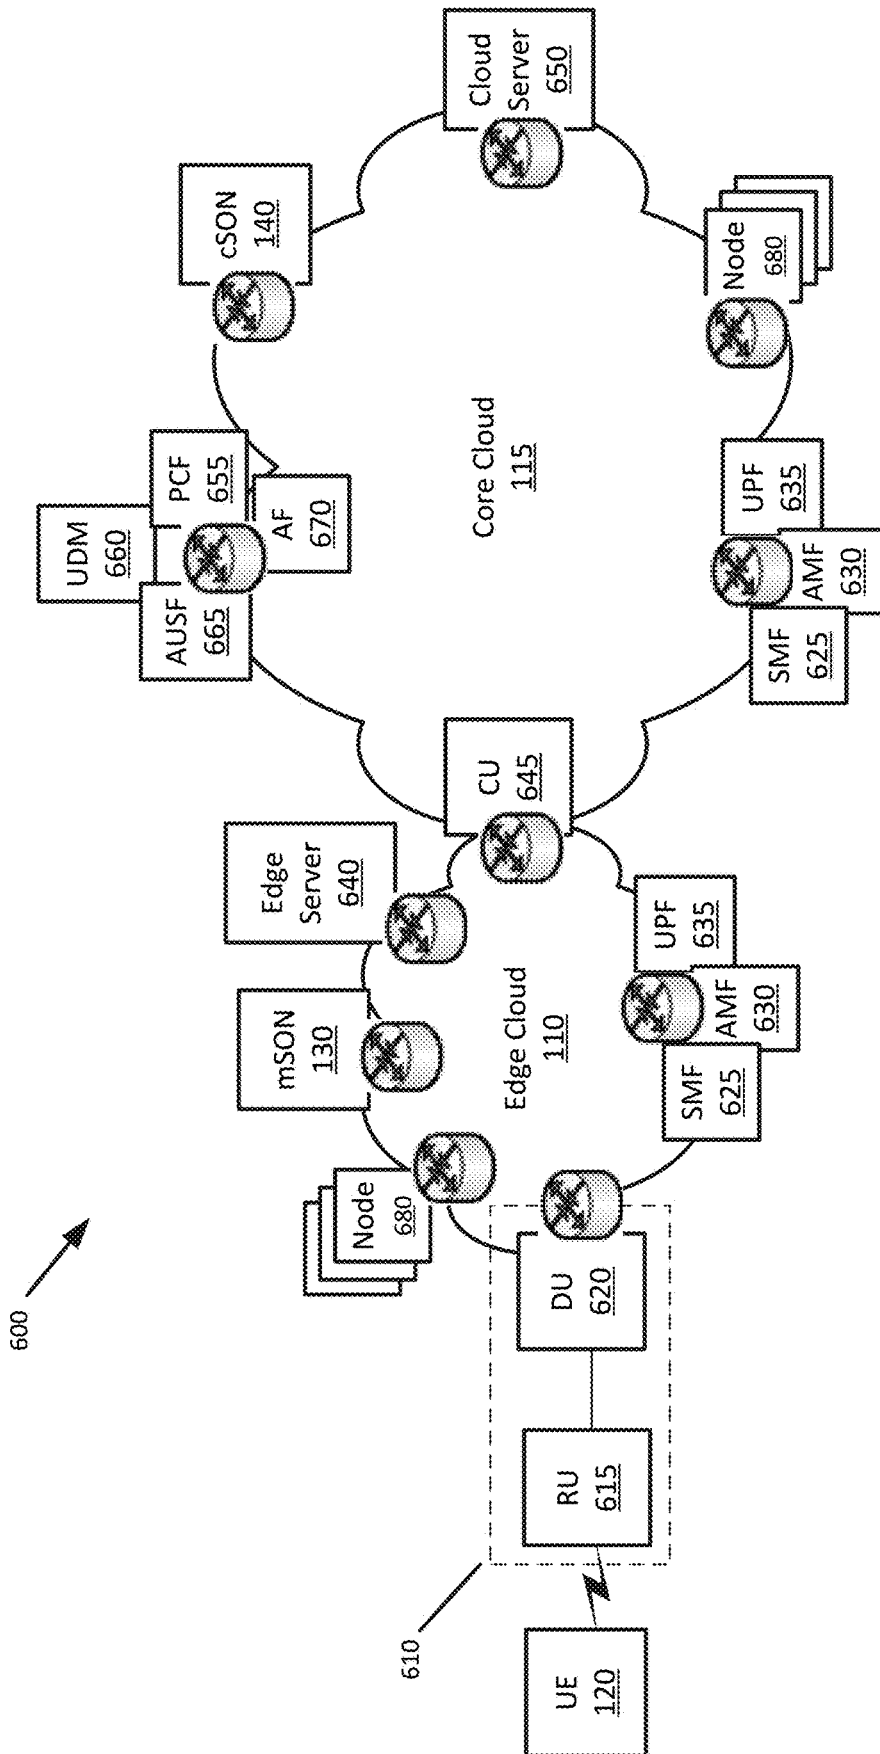 600
610
UE
120
RU
615
DU
620
Node
680
mSON
130
Edge
Server
640
Edge Cloud
110
SMF
625
AMF
630
UPF
635
CU
645
AUSF
665
UDM
660
PCF
655
AF
670
cSON
140
Core Cloud
115
Cloud
Server
650
Node
680
SMF
625
AMF
630
UPF
635